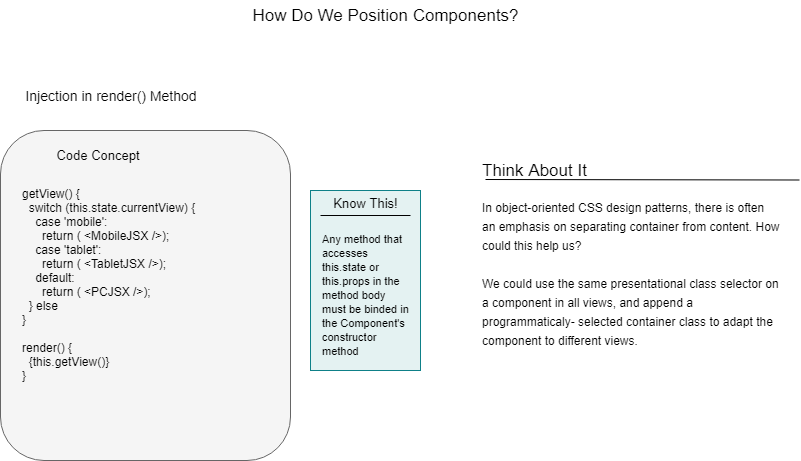 How Do We Position Components?
Injection in render() Method
Code Concept
getView() {
switch (this.state.currentView) {
case 'mobile':
return ( <MobileJSX />);
case 'tablet':
return ( <TabletJSX />);
default:
return ( <PCJSX />);
} else
}
render() {
{this.getView()}
}
Know This!
Any method that
accesses
this.state or
this.props in the
method body
must be binded in
the Component's
constructor
method
Think About It
In object-oriented CSS design patterns, there is often
an emphasis on separating container from content. How
could this help us?
We could use the same presentational class selector on
a component in all views, and append a
programmaticaly- selected container class to adapt the
component to different views.